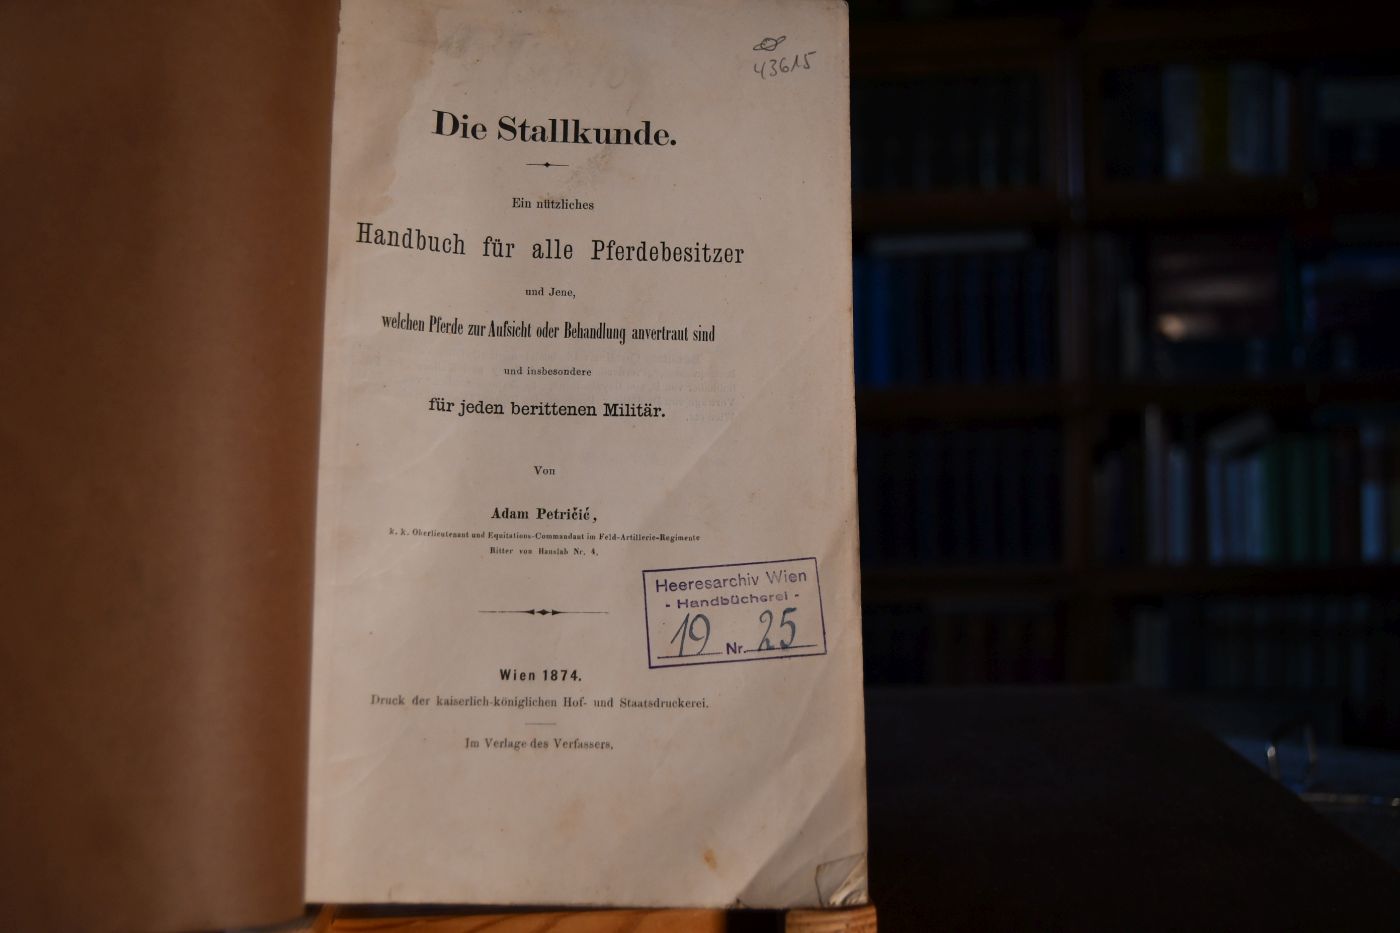 43615
Die Stallkunde.
Ein nützliches
Handbuch für alle Pferdebesitzer
und Jene,
welchen Pferde zur Aufsicht oder Behandlung anvertraut sind
und insbesondere
für jeden berittenen Militär.
Von
Adam Petričić,
k. k. Oberlieutenant und Equitations-Commandant im Feld-Artillerie-Regimente
Ritter von Hauslab Nr. 4.
Heeresarchiv Wien
- Handbücherei -
19 Nr. 25
Wien 1874.
Druck der kaiserlich-königlichen Hof- und Staatsdruckerei.
Im Verlage des Verfassers.